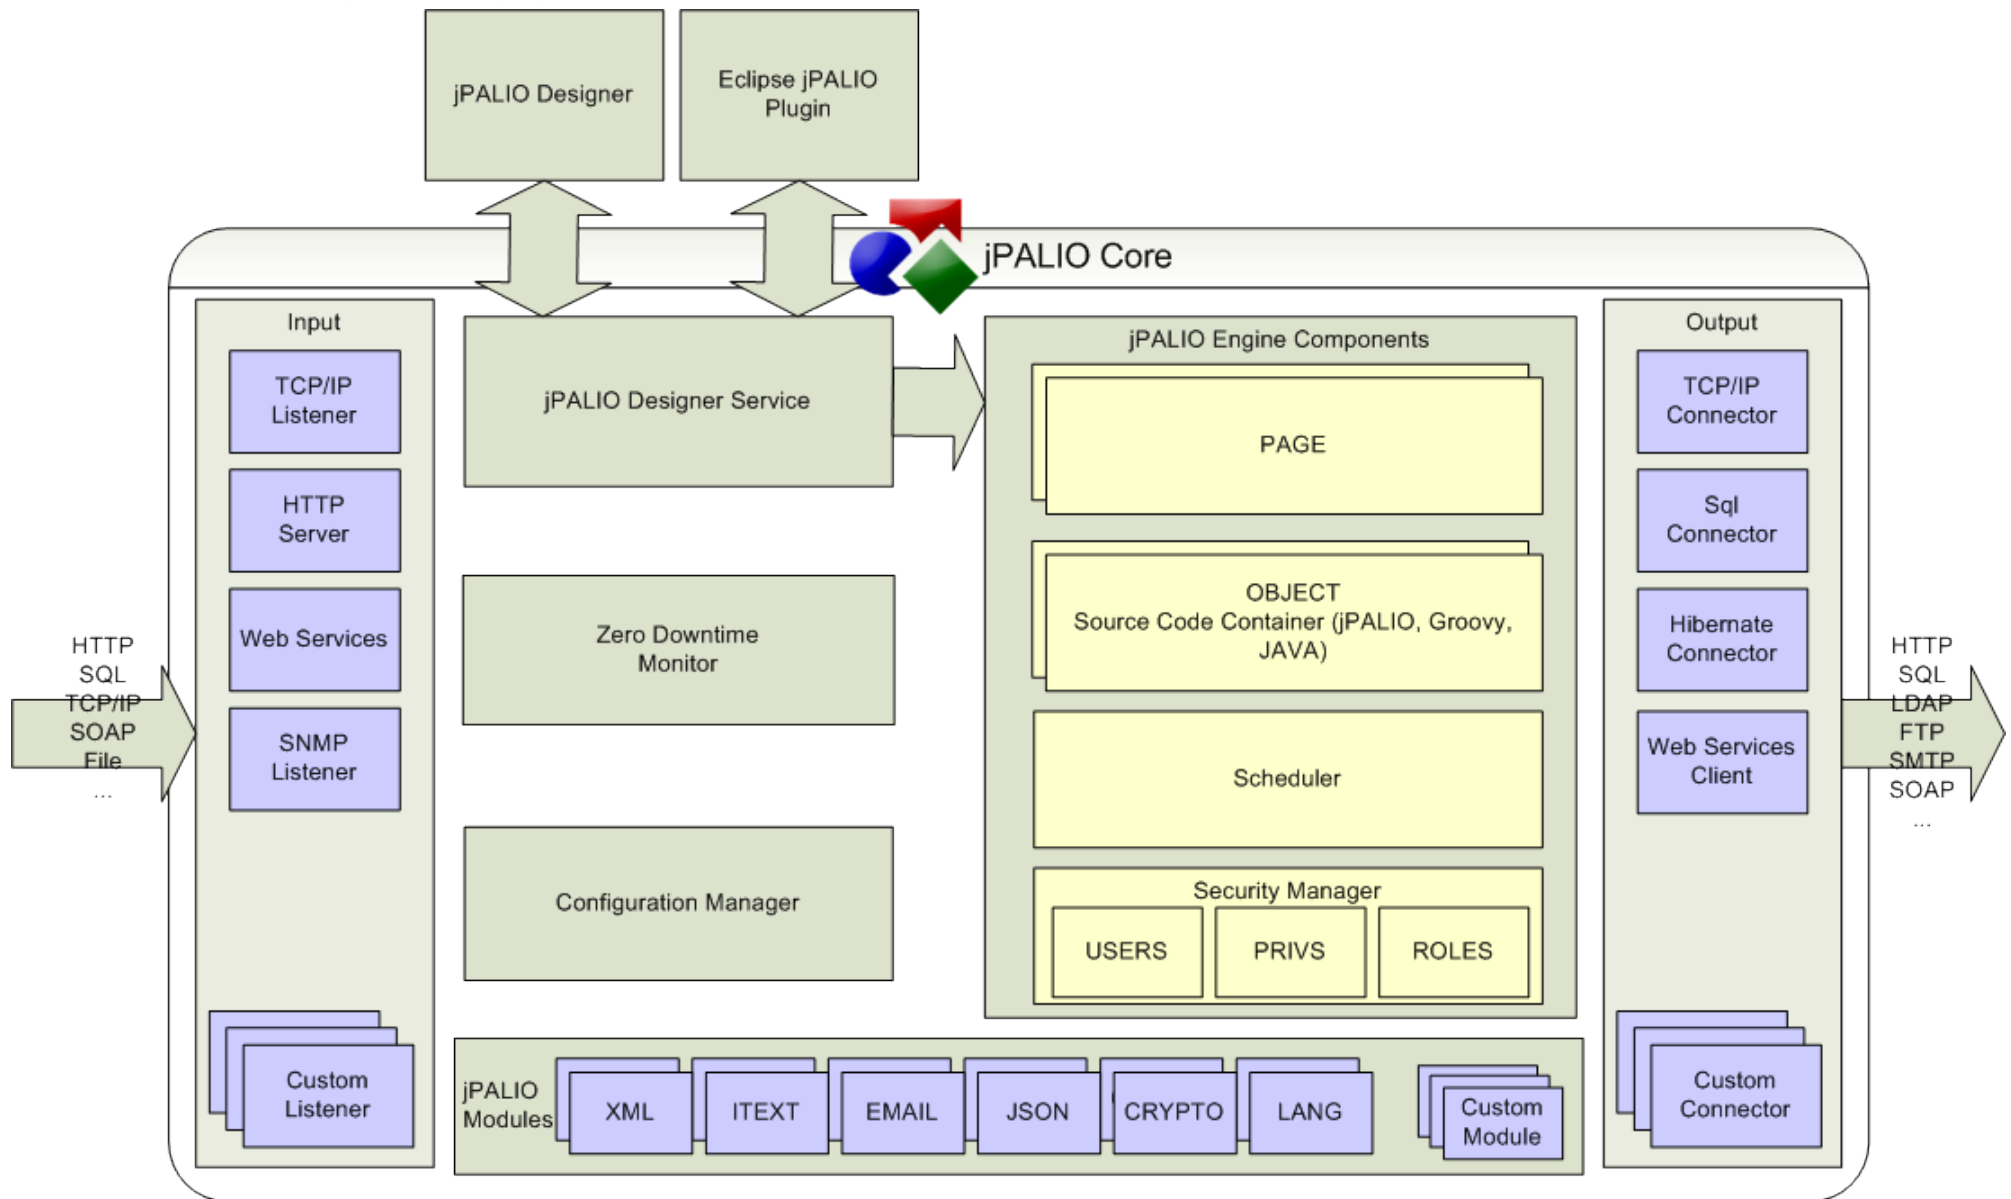 jPALIO Designer
Eclipse jPALIO
Plugin
jPALIO Core
Input
TCP/IP
Listener
HTTP
Server
Web Services
SNMP
Listener
Custom
Listener
HTTP
SQL
TCP/IP
SOAP
File
...
jPALIO Designer Service
Zero Downtime
Monitor
Configuration Manager
jPALIO Engine Components
PAGE
OBJECT
Source Code Container (jPALIO, Groovy,
JAVA)
Scheduler
Security Manager
USERS
PRIVS
ROLES
jPALIO
Modules
XML
ITEXT
EMAIL
JSON
CRYPTO
LANG
Custom
Module
Output
TCP/IP
Connector
Sql
Connector
Hibernate
Connector
Web Services
Client
Custom
Connector
HTTP
SQL
LDAP
FTP
SMTP
SOAP
...